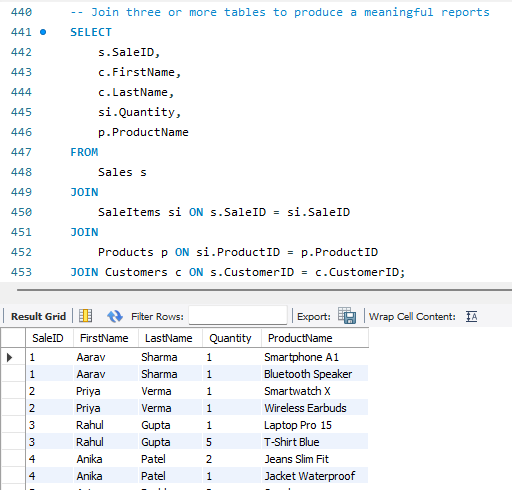 440 -- Join three or more tables to produce a meaningful reports
441 SELECT
442 s.SaleID,
443 c.FirstName,
444 c.LastName,
445 si.Quantity,
446 p.ProductName
447 FROM
448 Sales s
449 JOIN
450 SaleItems si ON s.SaleID = si.SaleID
451 JOIN
452 Products p ON si.ProductID = p.ProductID
453 JOIN Customers c ON s.CustomerID = c.CustomerID;
Result Grid Filter Rows: Export: Wrap Cell Content:
SaleID FirstName LastName Quantity ProductName
1 Aarav Sharma 1 Smartphone A1
1 Aarav Sharma 1 Bluetooth Speaker
2 Priya Verma 1 Smartwatch X
2 Priya Verma 1 Wireless Earbuds
3 Rahul Gupta 1 Laptop Pro 15
3 Rahul Gupta 5 T-Shirt Blue
4 Anika Patel 2 Jeans Slim Fit
4 Anika Patel 1 Jacket Waterproof